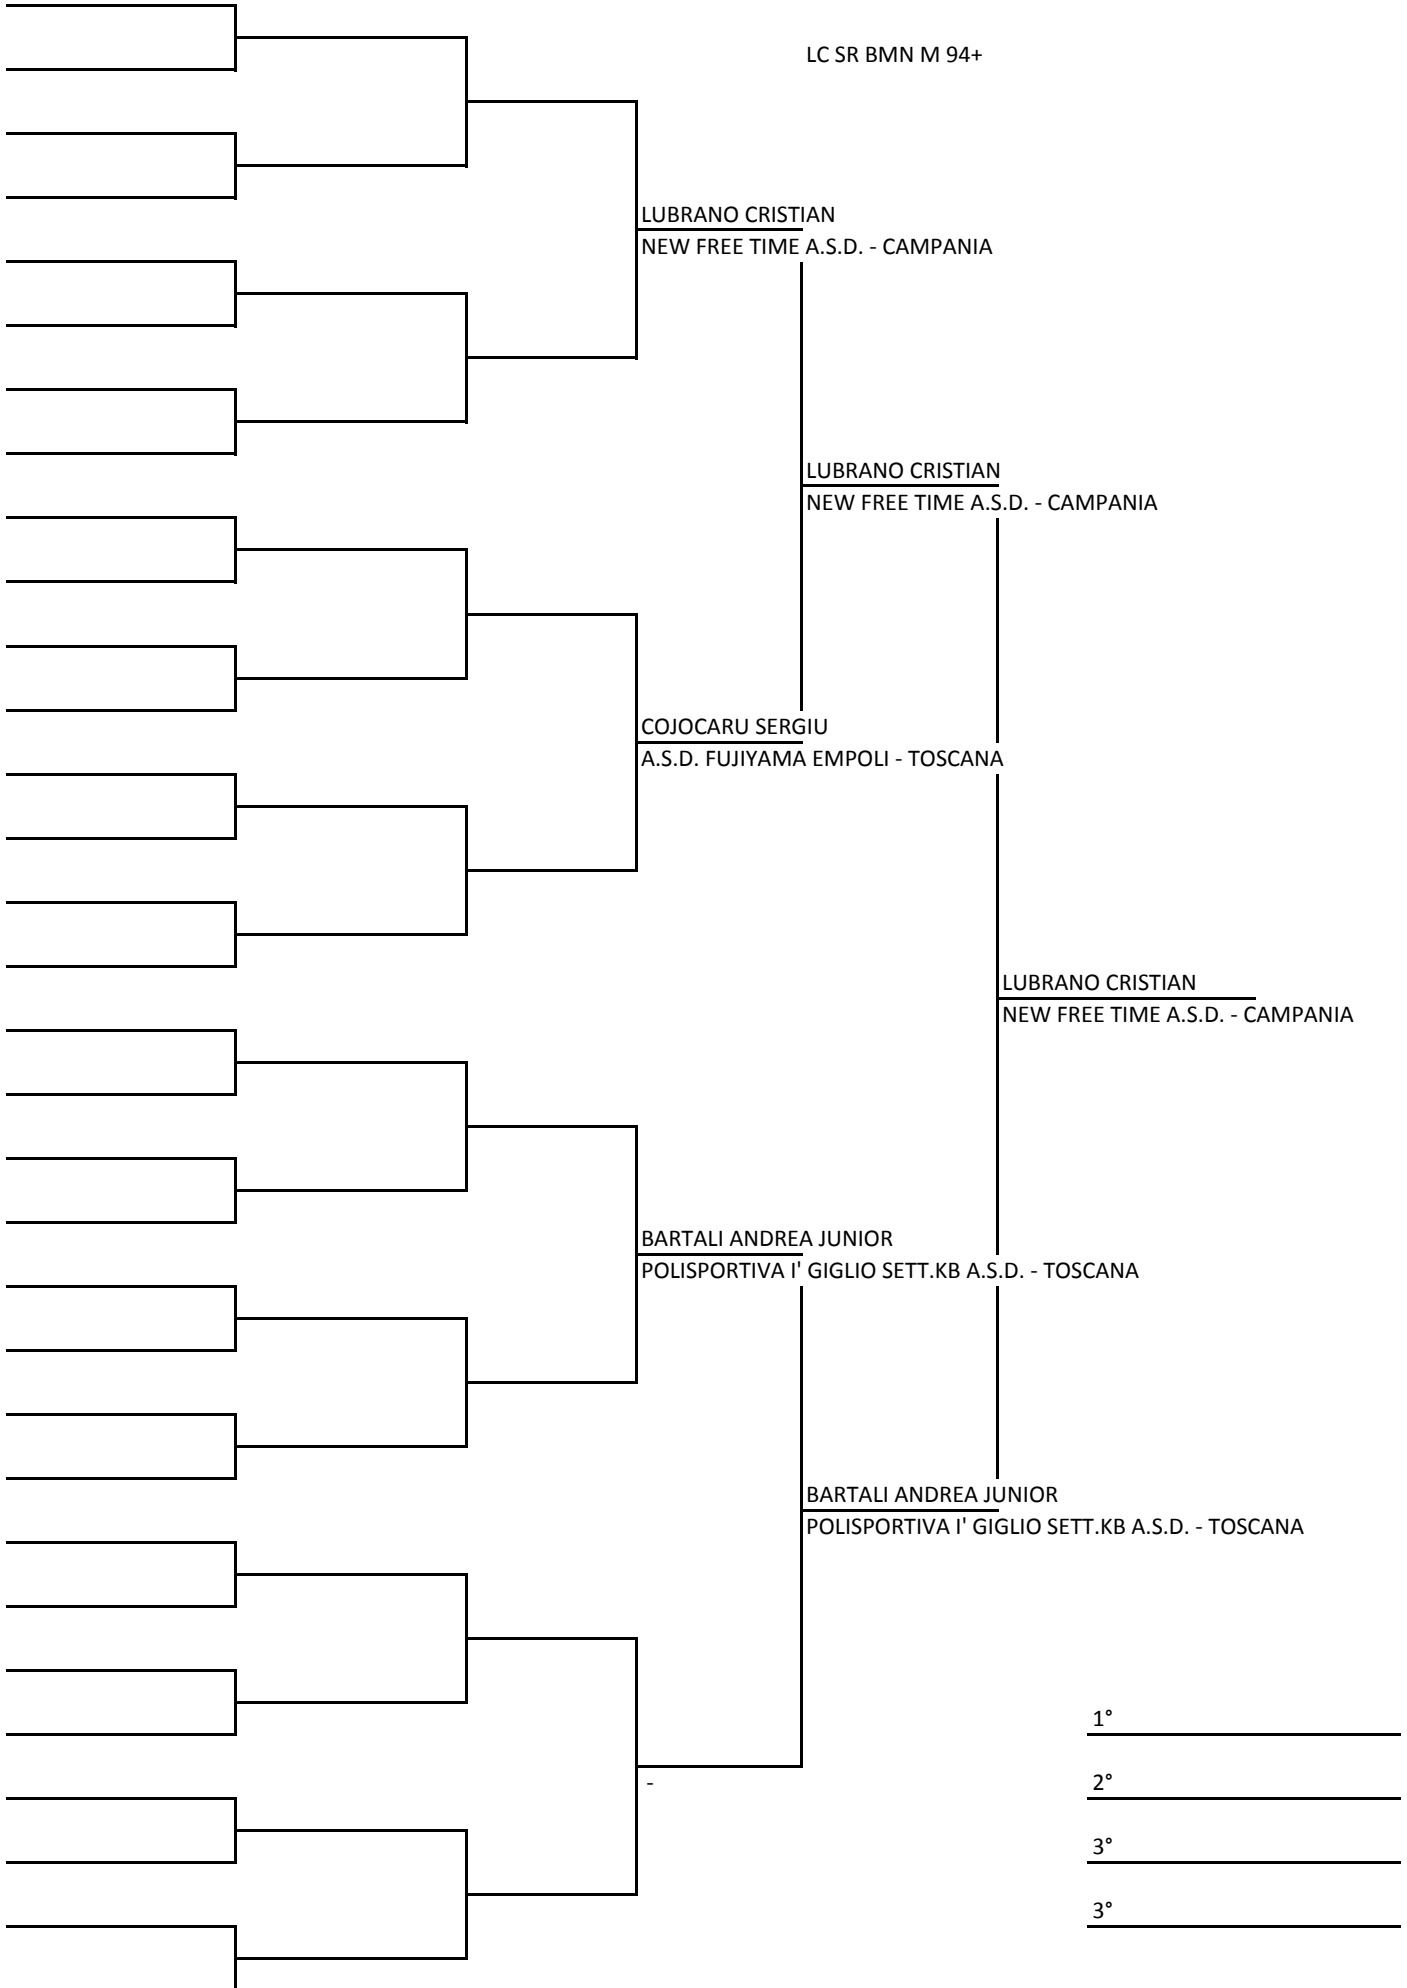 LC SR BMN M 94+
LUBRANO CRISTIAN
NEW FREE TIME A.S.D. - CAMPANIA
LUBRANO CRISTIAN
NEW FREE TIME A.S.D. - CAMPANIA
COJOCARU SERGIU
A.S.D. FUJIYAMA EMPOLI - TOSCANA
LUBRANO CRISTIAN
NEW FREE TIME A.S.D. - CAMPANIA
BARTALI ANDREA JUNIOR
POLISPORTIVA I' GIGLIO SETT.KB A.S.D. - TOSCANA
BARTALI ANDREA JUNIOR
POLISPORTIVA I' GIGLIO SETT.KB A.S.D. - TOSCANA
1°
-
2°
3°
3°